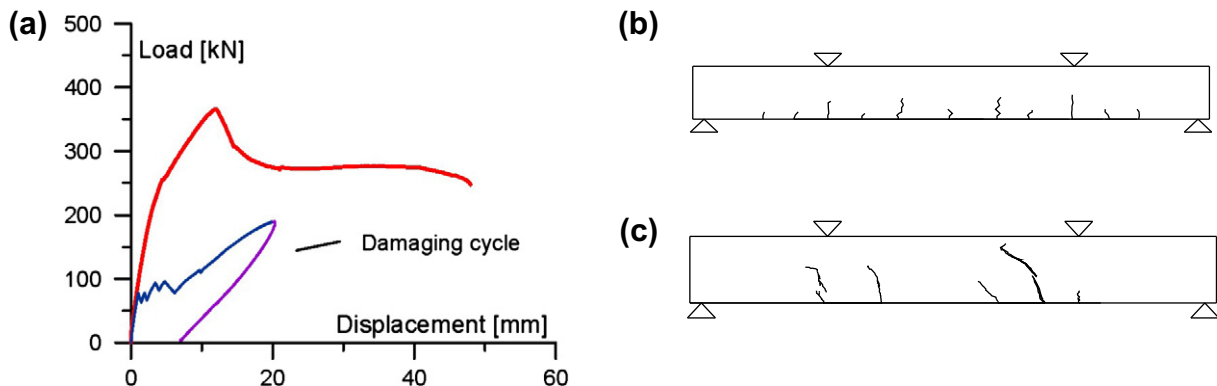 (a)
500
Load [kN]
400
300
200
Damaging cycle
100
Displacement [mm]
0
0 20 40 60
(b)
(c)